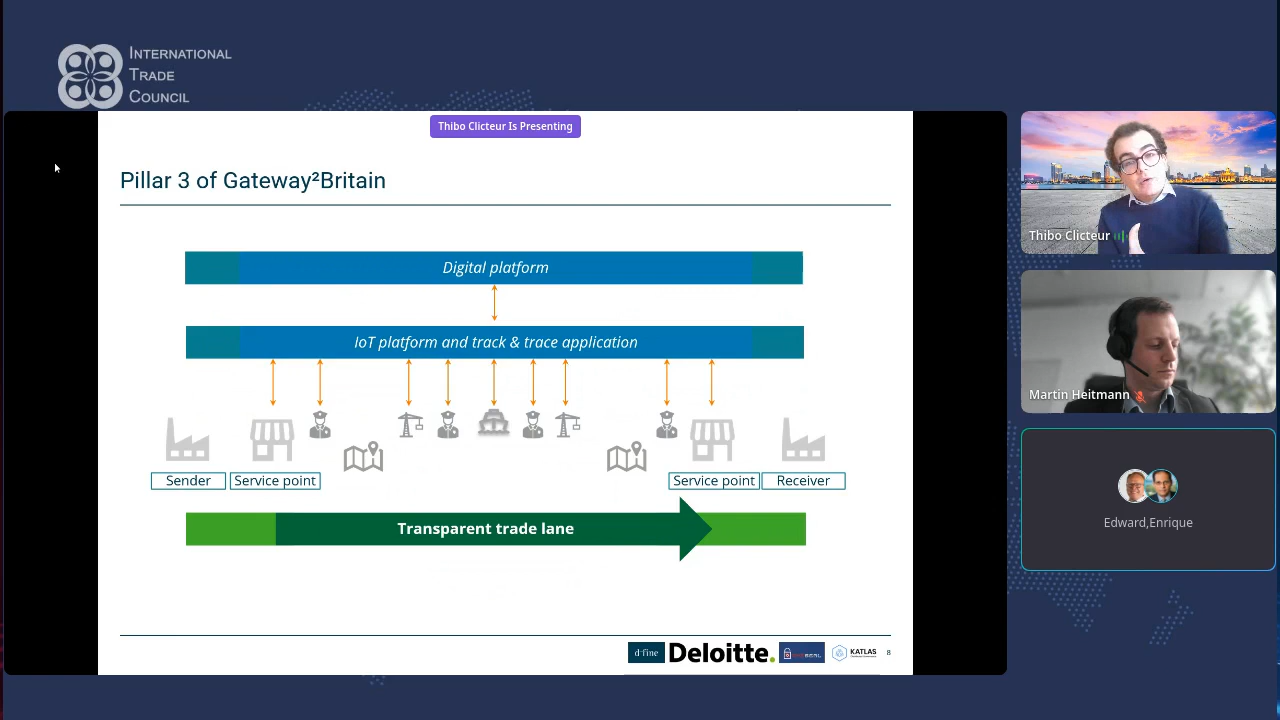 INTERNATIONAL
TRADE
COUNCIL
Thibo Clicteur Is Presenting
Pillar 3 of Gateway²Britain
Digital platform
IoT platform and track & trace application
Sender
Service point
Service point
Receiver
Transparent trade lane
d-fine
Deloitte.
KATLAS
8
Thibo Clicteur
Martin Heitmann
Edward,Enrique